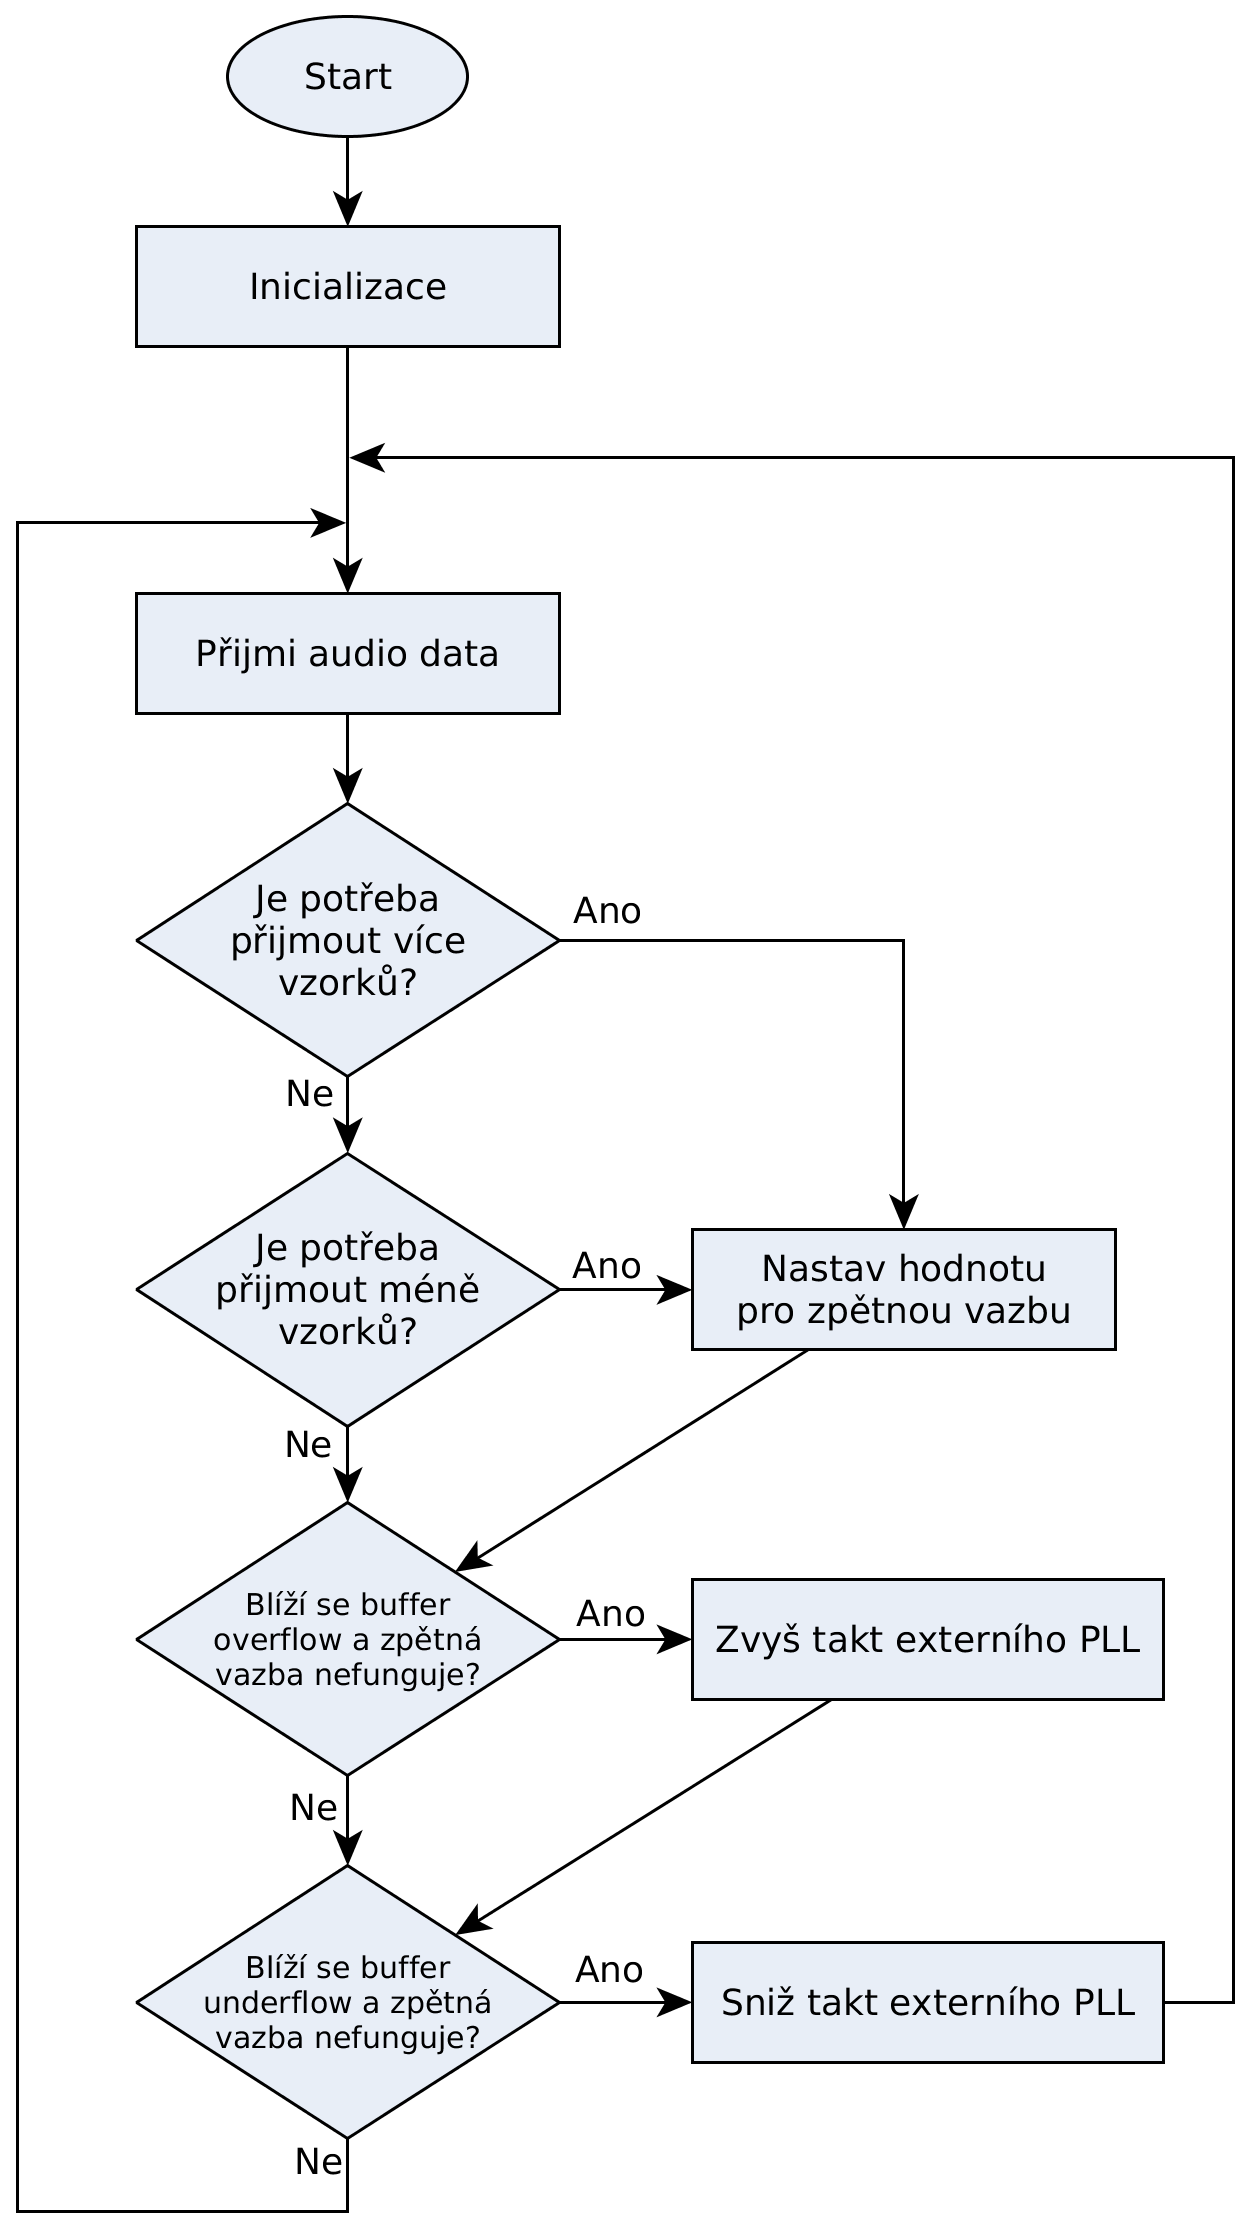 Start
Inicializace
Přijmi audio data
Je potřeba
přijmout více
vzorků?
Ano
Ne
Je potřeba
přijmout méně
vzorků?
Ano
Nastav hodnotu
pro zpětnou vazbu
Ne
Blíží se buffer
overflow a zpětná
vazba nefunguje?
Ano
Zvyš takt externího PLL
Ne
Blíží se buffer
underflow a zpětná
vazba nefunguje?
Ano
Sniž takt externího PLL
Ne